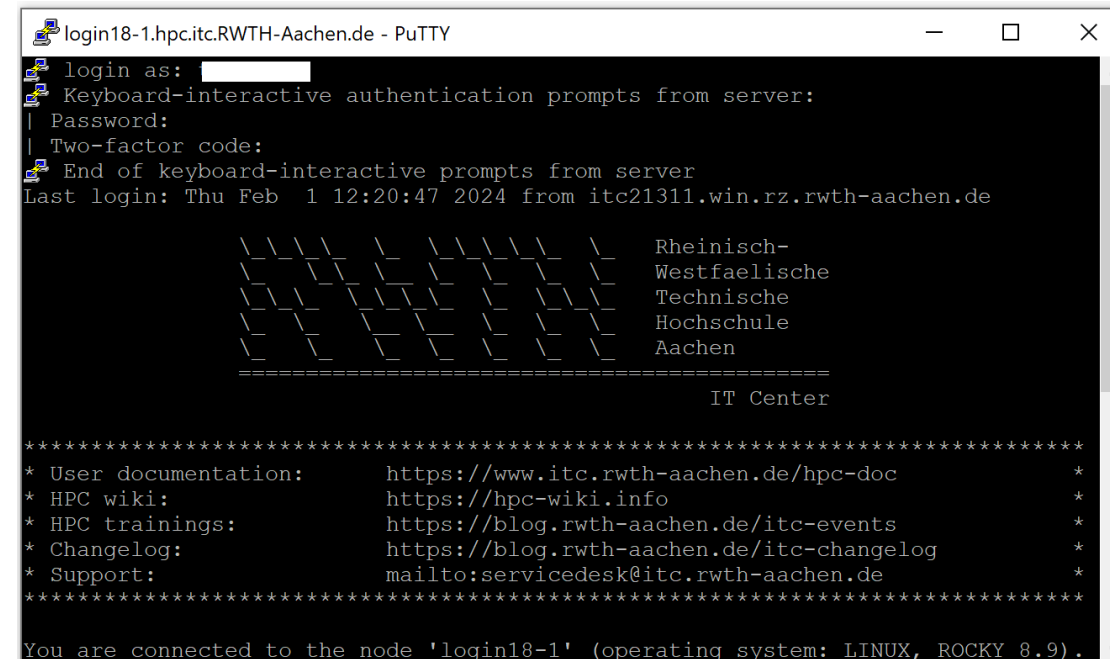 login18-1.hpc.itc.RWTH-Aachen.de - PuTTY
login as:
Keyboard-interactive authentication prompts from server:
| Password:
| Two-factor code:
End of keyboard-interactive prompts from server
Last login: Thu Feb  1 12:20:47 2024 from itc21311.win.rz.rwth-aachen.de
RWTH
Rheinisch-
Westfaelische
Technische
Hochschule
Aachen
============================================
IT Center
*******************************************************************************
* User documentation:      https://www.itc.rwth-aachen.de/hpc-doc             *
* HPC wiki:                https://hpc-wiki.info                              *
* HPC trainings:           https://blog.rwth-aachen.de/itc-events             *
* Changelog:               https://blog.rwth-aachen.de/itc-changelog          *
* Support:                 mailto:servicedesk@itc.rwth-aachen.de              *
*******************************************************************************
You are connected to the node 'login18-1' (operating system: LINUX, ROCKY 8.9).